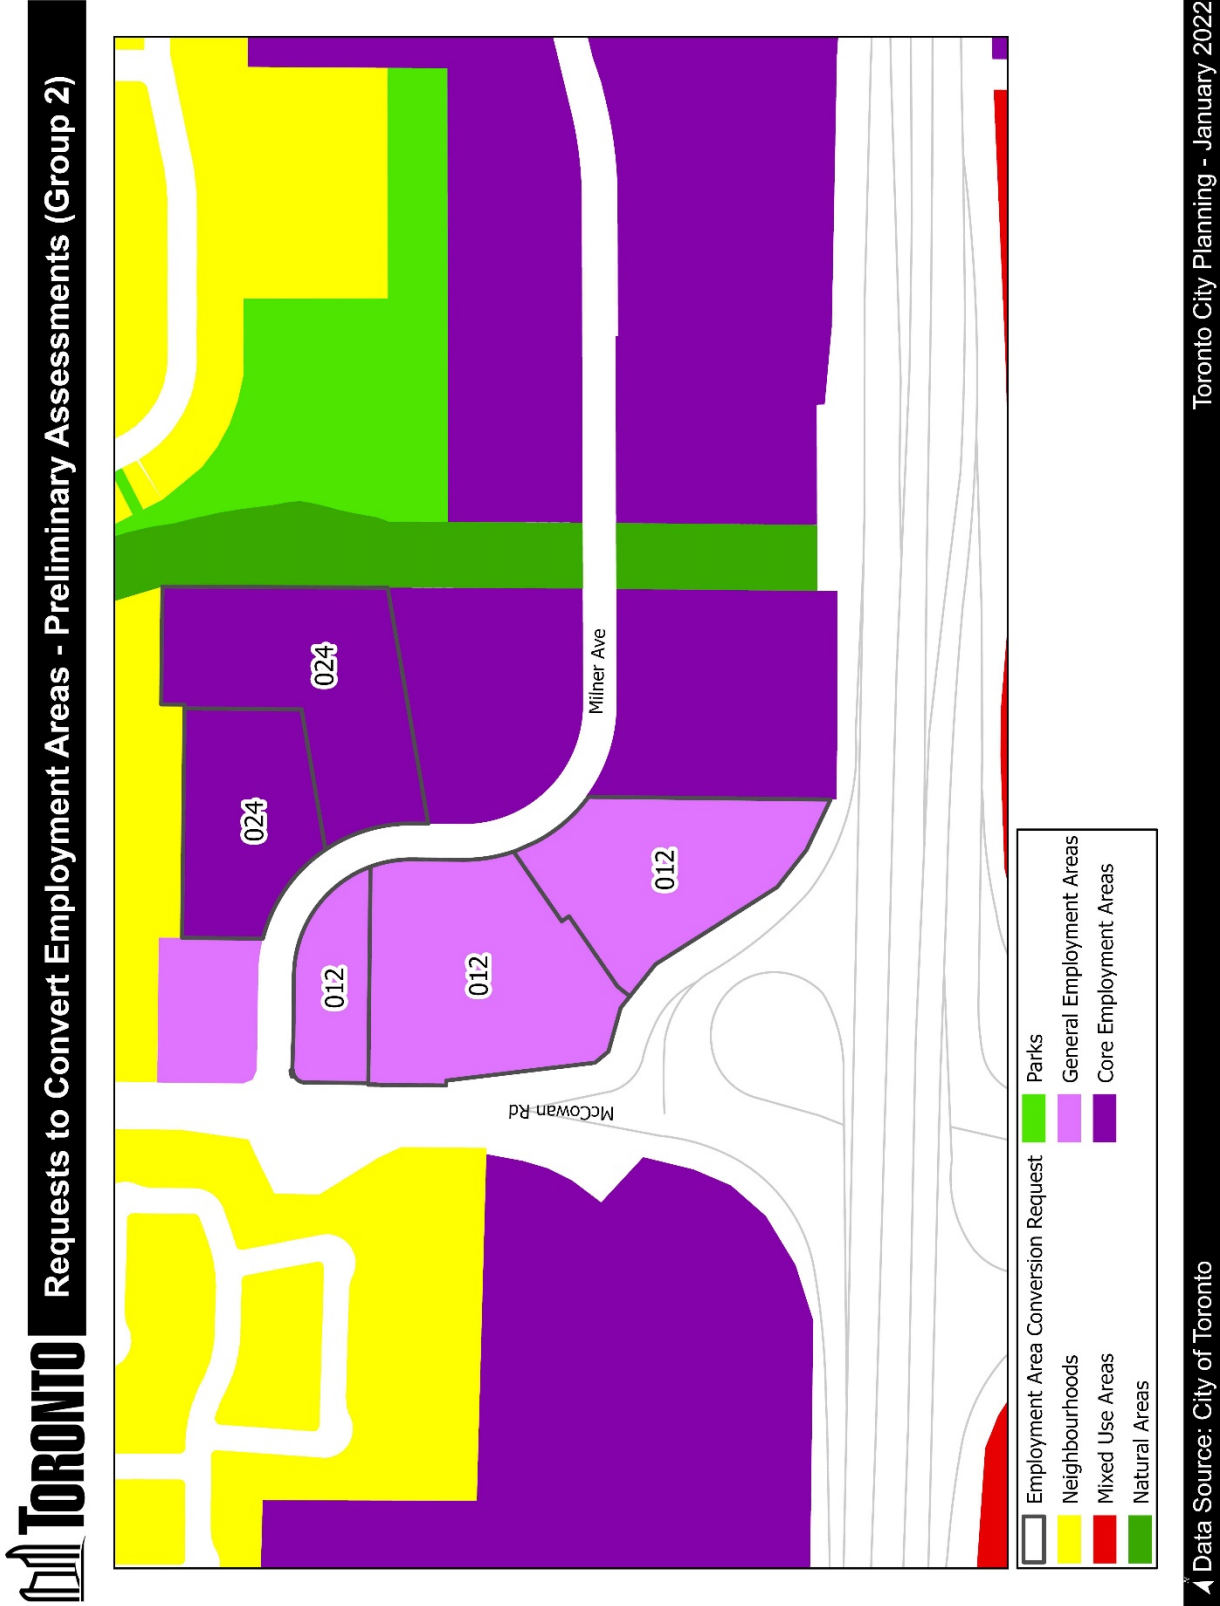 TORONTO
Requests to Convert Employment Areas - Preliminary Assessments (Group 2)
024
024
012
012
012
Milner Ave
McCowan Rd
Employment Area Conversion Request
Neighbourhoods
Mixed Use Areas
Natural Areas
Parks
General Employment Areas
Core Employment Areas
Data Source: City of Toronto
Toronto City Planning - January 2022